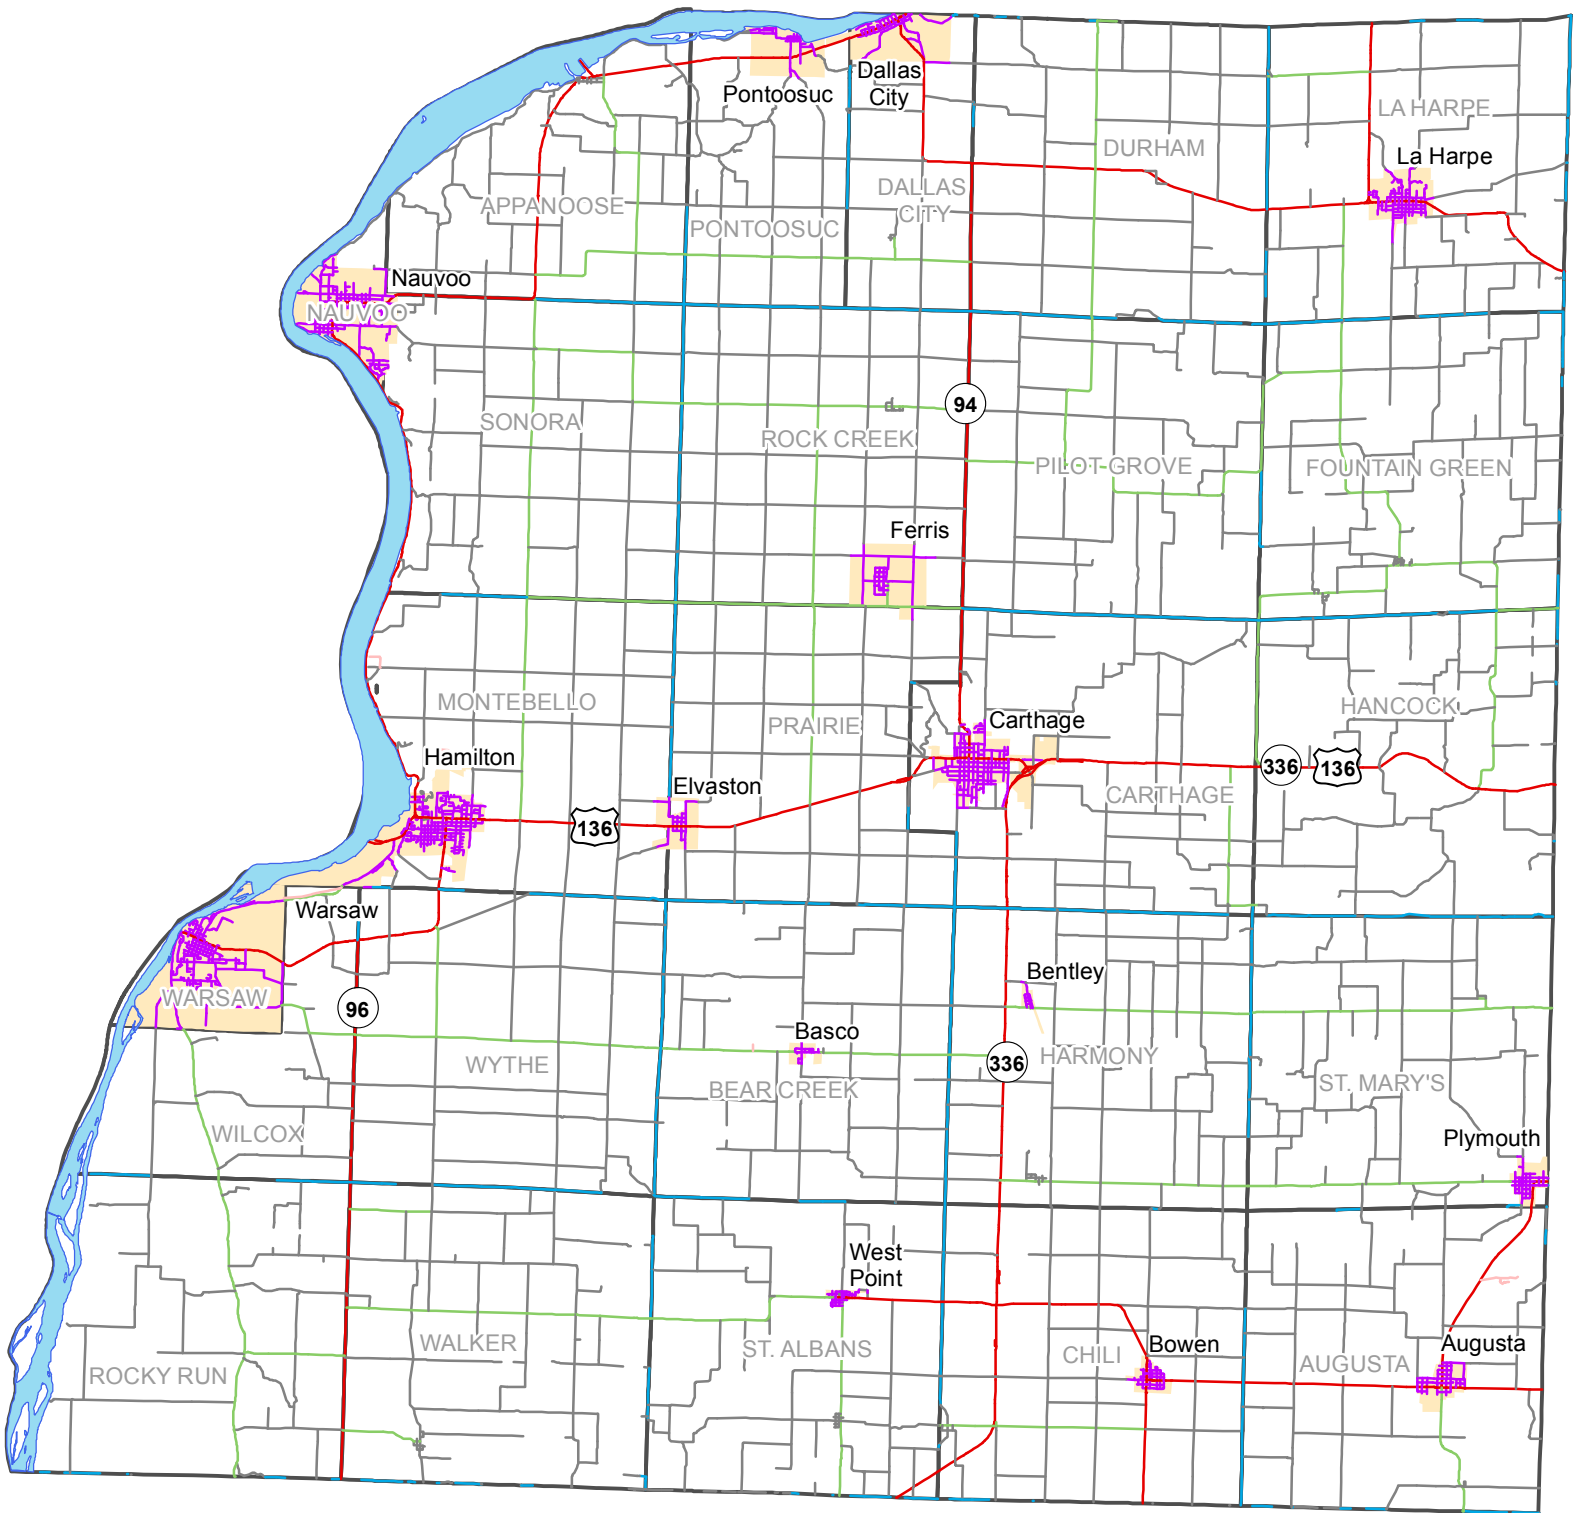 Dallas
City
Pontoosuc
LA HARPE
DURHAM
La Harpe
DALLAS
CITY
APPANOOSE
PONTOOSUC
Nauvoo
NAUVOO
94
SONORA
ROCK CREEK
PILOT GROVE
FOUNTAIN GREEN
Ferris
MONTEBELLO
HANCOCK
PRAIRIE
Carthage
Hamilton
336
136
Elvaston
CARTHAGE
136
Warsaw
Bentley
WARSAW
96
Basco
HARMONY
336
WYTHE
BEAR CREEK
ST. MARY'S
WILCOX
Plymouth
West
Point
WALKER
ST. ALBANS
CHILI
Bowen
AUGUSTA
Augusta
ROCKY RUN